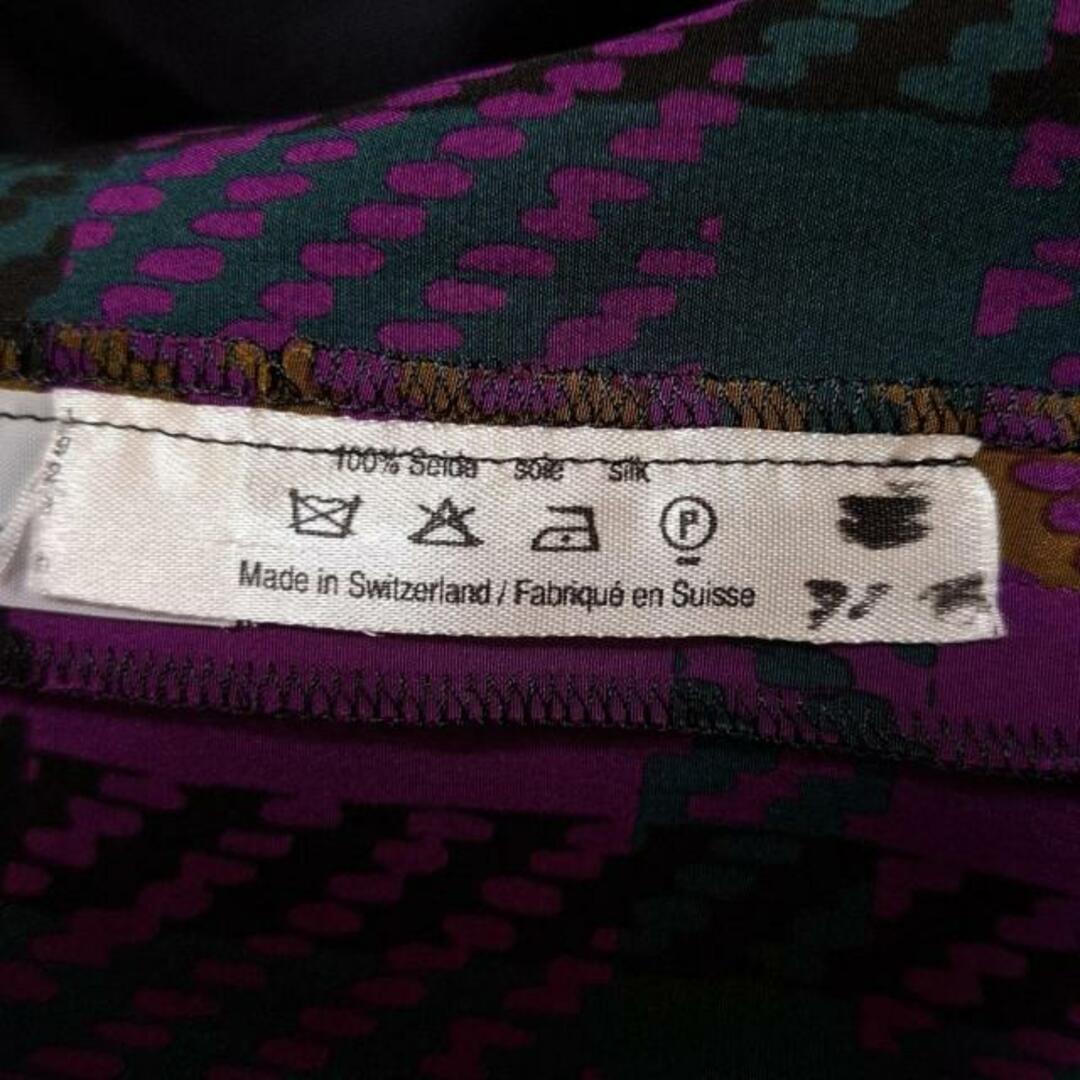 100% Seida soie silk
P
Made in Switzerland / Fabriqué en Suisse